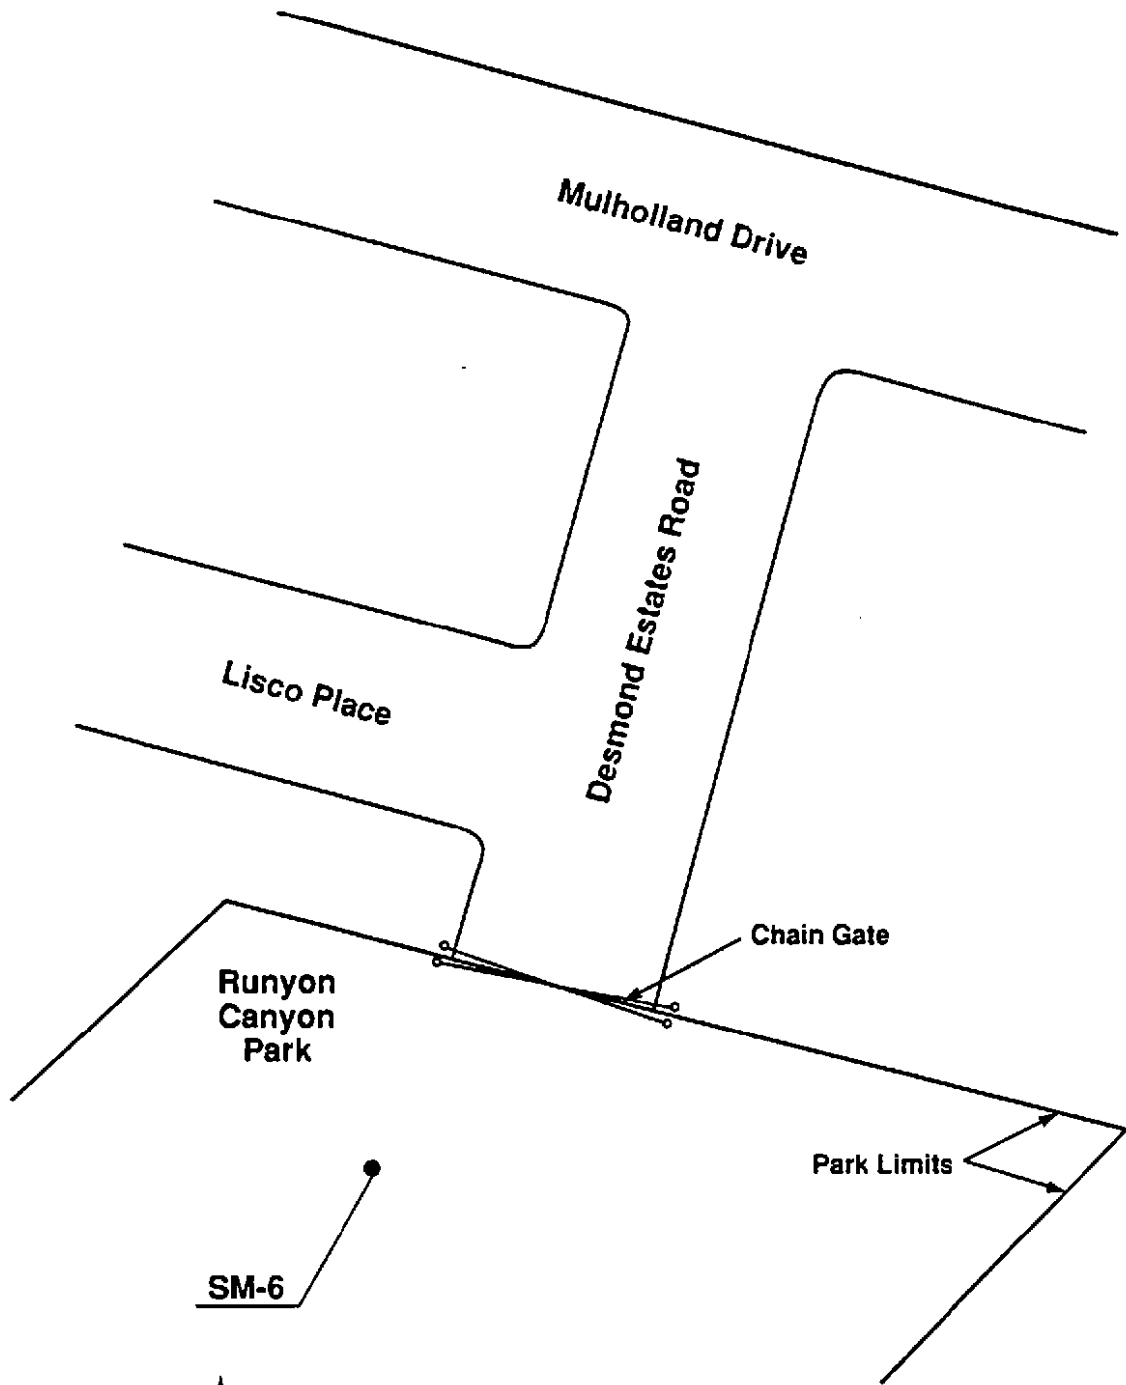 Mulholland Drive
Desmond Estates Road
Lisco Place
Chain Gate
Runyon
Canyon
Park
Park Limits
SM-6